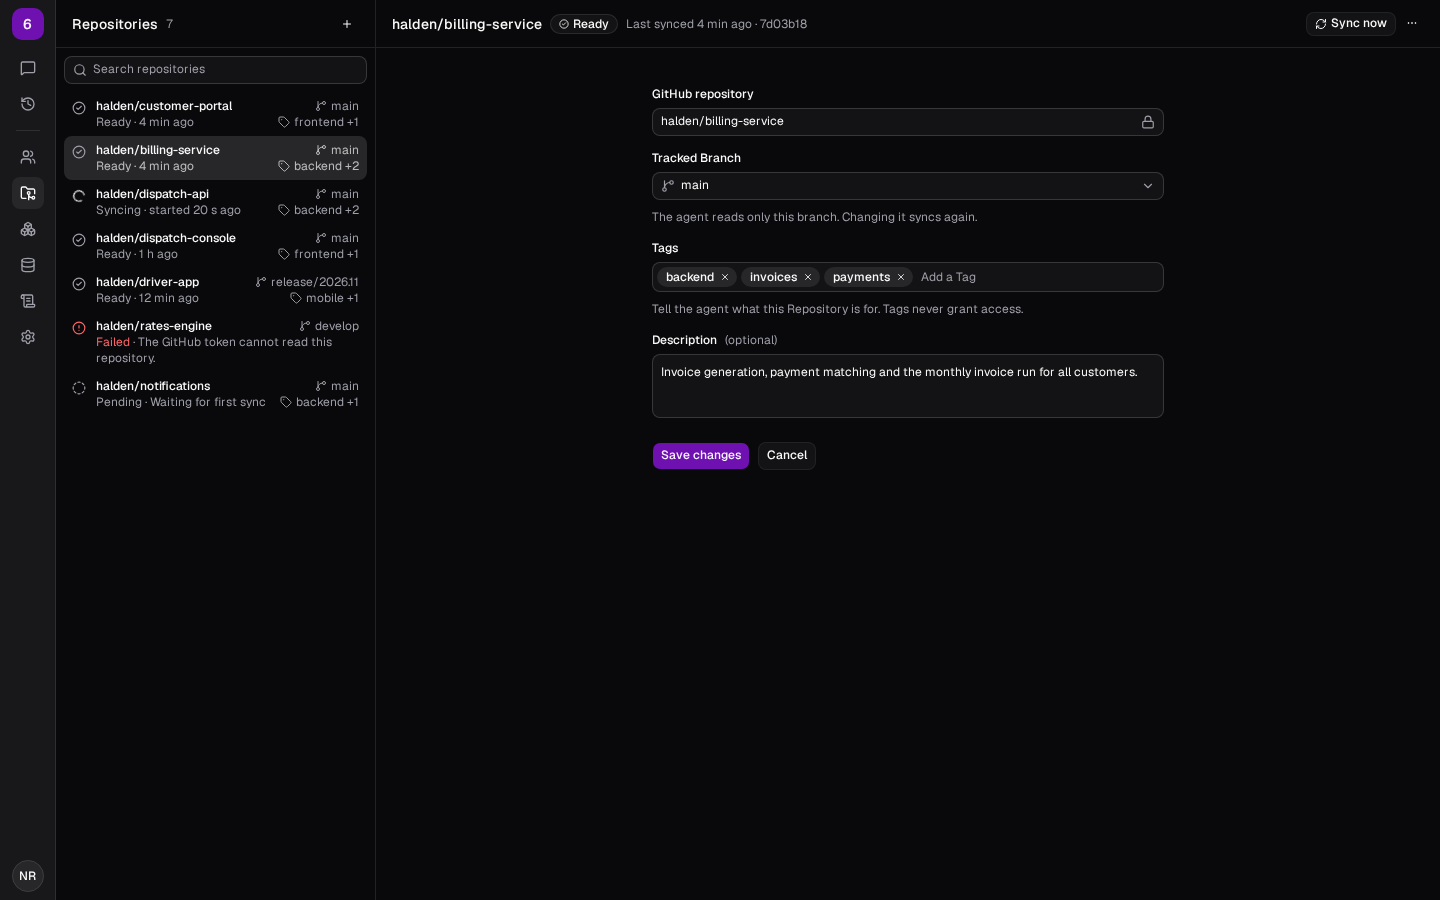 6
Repositories 7
Search repositories
halden/customer-portal main
Ready · 4 min ago frontend +1
halden/billing-service main
Ready · 4 min ago backend +2
halden/dispatch-api main
Syncing · started 20 s ago backend +2
halden/dispatch-console main
Ready · 1 h ago frontend +1
halden/driver-app release/2026.11
Ready · 12 min ago mobile +1
halden/rates-engine develop
Failed · The GitHub token cannot read this
repository.
halden/notifications main
Pending · Waiting for first sync backend +1
NR
halden/billing-service Ready Last synced 4 min ago · 7d03b18 Sync now ...
GitHub repository
halden/billing-service
Tracked Branch
main
The agent reads only this branch. Changing it syncs again.
Tags
backend invoices payments Add a Tag
Tell the agent what this Repository is for. Tags never grant access.
Description (optional)
Invoice generation, payment matching and the monthly invoice run for all customers.
Save changes Cancel